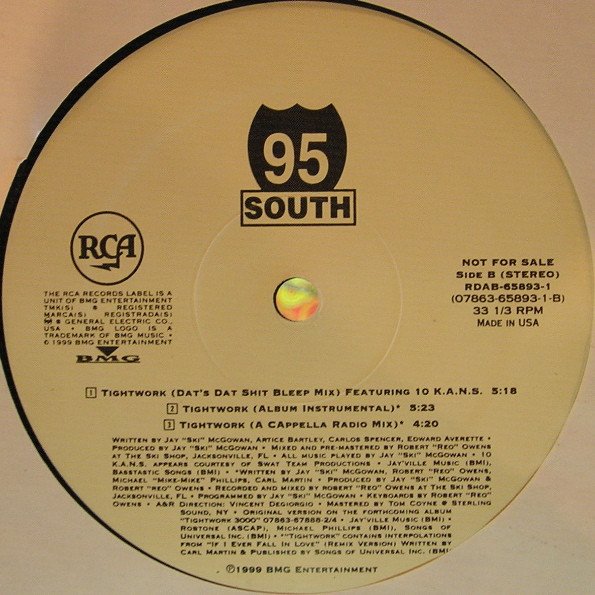 95
SOUTH
RCA
NOT FOR SALE
SIDE B (STEREO)
RDAB-65893-1
(07863-65893-1-B)
33 1/3 RPM
MADE IN USA
THE RCA RECORDS LABEL IS A
UNIT OF BMG ENTERTAINMENT
TMK(S) ® REGISTERED
MARCA(S) REGISTRADA(S)
GENERAL ELECTRIC CO.,
USA • BMG LOGO IS A
TRADEMARK OF BMG MUSIC •
© 1999 BMG ENTERTAINMENT
BMG
1 TIGHTWORK (DAT'S DAT SHIT BLEEP MIX) FEATURING 10 K.A.N.S. 5:18
2 TIGHTWORK (ALBUM INSTRUMENTAL)* 5:23
3 TIGHTWORK (A CAPPELLA RADIO MIX)* 4:20
WRITTEN BY JAY "SKI" MCGOWAN, ARTICE BARTLEY, CARLOS SPENCER, EDWARD AVERETTE •
PRODUCED BY JAY "SKI" MCGOWAN • MIXED AND PRE-MASTERED BY ROBERT "REO" OWENS
AT THE SKI SHOP, JACKSONVILLE, FL • ALL MUSIC PLAYED BY JAY "SKI" MCGOWAN • 10
K.A.N.S. APPEARS COURTESY OF SWAT TEAM PRODUCTIONS • JAY'VILLE MUSIC (BMI),
BASSTASTIC SONGS (BMI) • *WRITTEN BY JAY "SKI" MCGOWAN, ROBERT "REO" OWENS,
MICHAEL "MIKE-MIKE" PHILLIPS, CARL MARTIN • PRODUCED BY JAY "SKI" MCGOWAN &
ROBERT "REO" OWENS • RECORDED AND MIXED BY ROBERT "REO" OWENS AT THE SKI SHOP,
JACKSONVILLE, FL • PROGRAMMED BY JAY "SKI" MCGOWAN • KEYBOARDS BY ROBERT "REO"
OWENS • A&R DIRECTION: VINCENT DEGIORGIO • MASTERED BY TOM COYNE @ STERLING
SOUND, NY • ORIGINAL VERSION ON THE FORTHCOMING ALBUM
"TIGHTWORK 3000" 07863-67888-2/4 • JAY'VILLE MUSIC (BMI) •
ROBTONE (ASCAP), MICHAEL PHILLIPS (BMI), SONGS OF
UNIVERSAL INC. (BMI) • *"TIGHTWORK" CONTAINS INTERPOLATIONS
FROM "IF I EVER FALL IN LOVE" (REMIX VERSION) WRITTEN BY
CARL MARTIN & PUBLISHED BY SONGS OF UNIVERSAL INC. (BMI)
℗1999 BMG ENTERTAINMENT